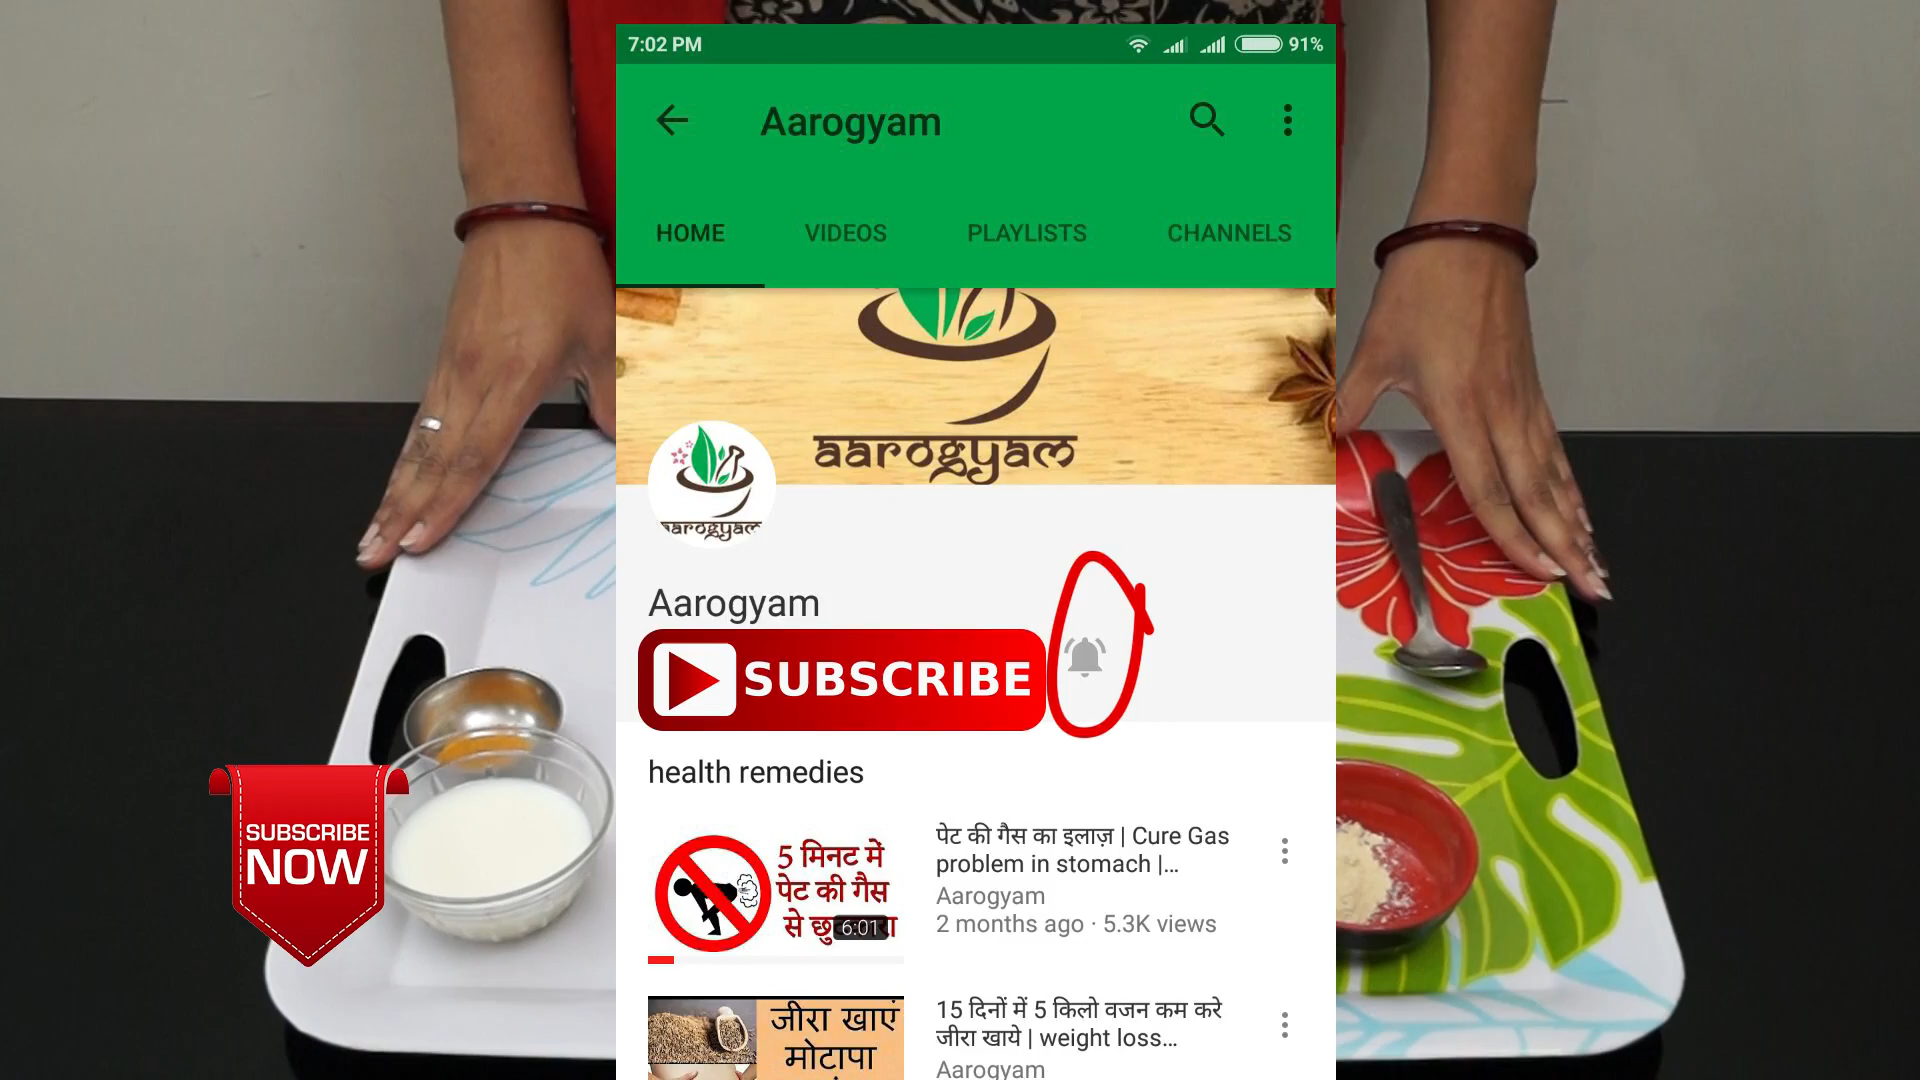 7:02 PM
91%
Aarogyam
HOME
VIDEOS
PLAYLISTS
CHANNELS
aarogyam
aarogyam
Aarogyam
SUBSCRIBE
health remedies
SUBSCRIBE
NOW
5 मिनट में
पेट की गैस
से
6:01
पेट की गैस का इलाज़ | Cure Gas
problem in stomach |...
Aarogyam
2 months ago · 5.3K views
जीरा खाएं
मोटापा
15 दिनों में 5 किलो वजन कम करे
जीरा खाये | weight loss...
Aarogyam